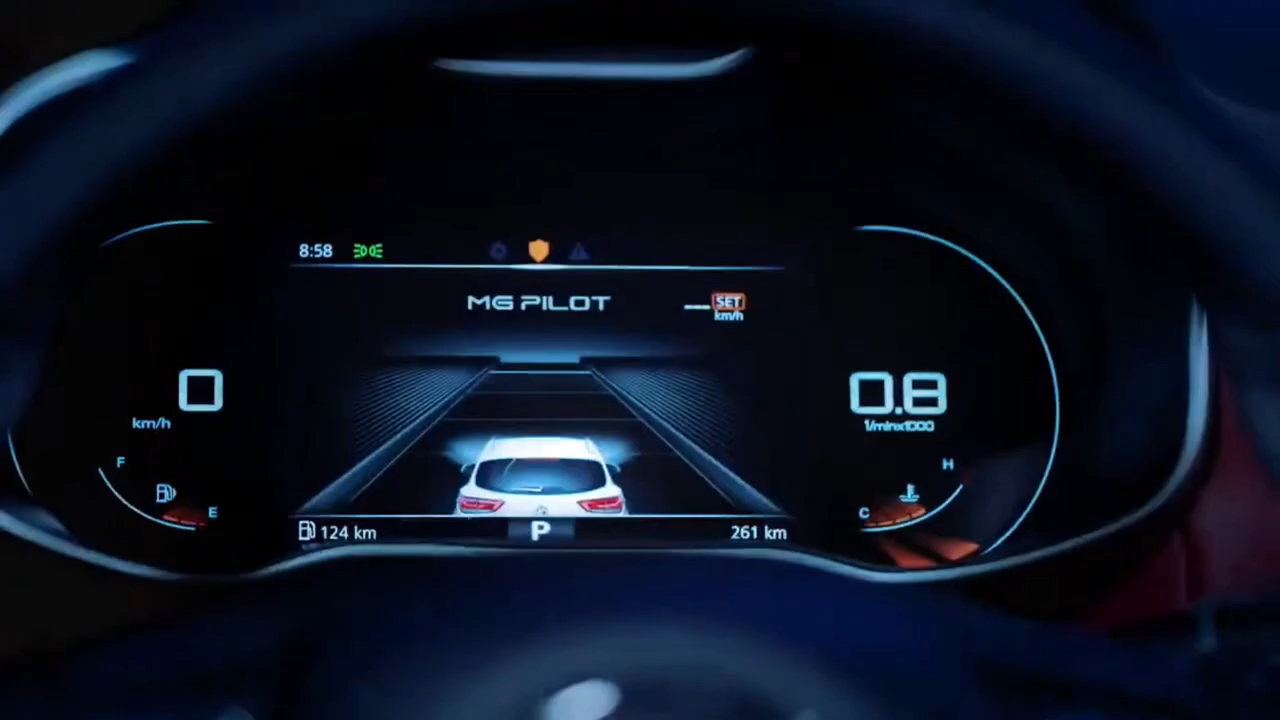 8:58
MG PILOT
--- SET
km/h
0
km/h
0.8
1/minx1000
F
E
H
C
124 km
P
261 km